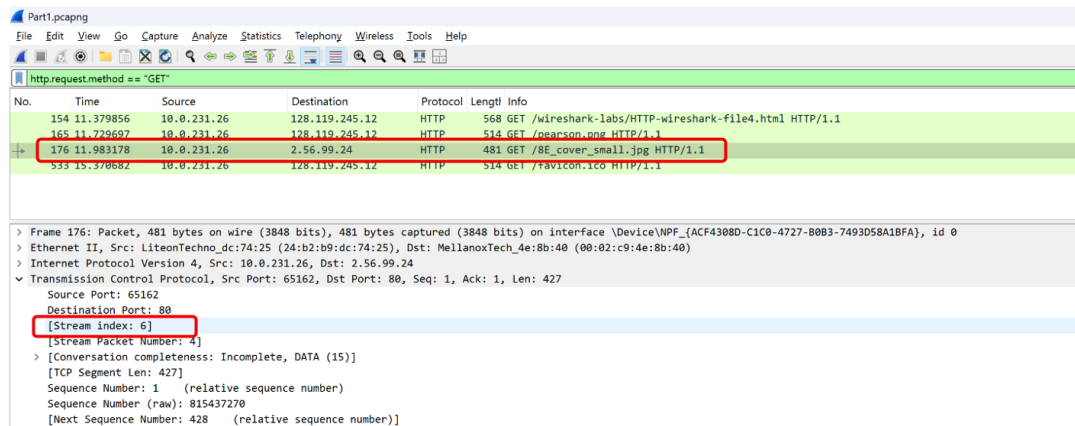 Part1.pcapng
File Edit View Go Capture Analyze Statistics Telephony Wireless Tools Help
http.request.method == "GET"
No. Time Source Destination Protocol Lengtl Info
154 11.379856 10.0.231.26 128.119.245.12 HTTP 568 GET /wireshark-labs/HTTP-wireshark-file4.html HTTP/1.1
165 11.729697 10.0.231.26 128.119.245.12 HTTP 514 GET /pearson.png HTTP/1.1
176 11.983178 10.0.231.26 2.56.99.24 HTTP 481 GET /8E_cover_small.jpg HTTP/1.1
533 15.370682 10.0.231.26 128.119.245.12 HTTP 514 GET /favicon.ico HTTP/1.1
Frame 176: Packet, 481 bytes on wire (3848 bits), 481 bytes captured (3848 bits) on interface \Device\NPF_{ACF4308D-C1C0-4727-B0B3-7493D58A1BFA}, id 0
Ethernet II, Src: LiteonTechno_dc:74:25 (24:b2:b9:dc:74:25), Dst: MellanoxTech_4e:8b:40 (00:02:c9:4e:8b:40)
Internet Protocol Version 4, Src: 10.0.231.26, Dst: 2.56.99.24
Transmission Control Protocol, Src Port: 65162, Dst Port: 80, Seq: 1, Ack: 1, Len: 427
Source Port: 65162
Destination Port: 80
[Stream index: 6]
[Stream Packet Number: 4]
[Conversation completeness: Incomplete, DATA (15)]
[TCP Segment Len: 427]
Sequence Number: 1 (relative sequence number)
Sequence Number (raw): 815437270
[Next Sequence Number: 428 (relative sequence number)]